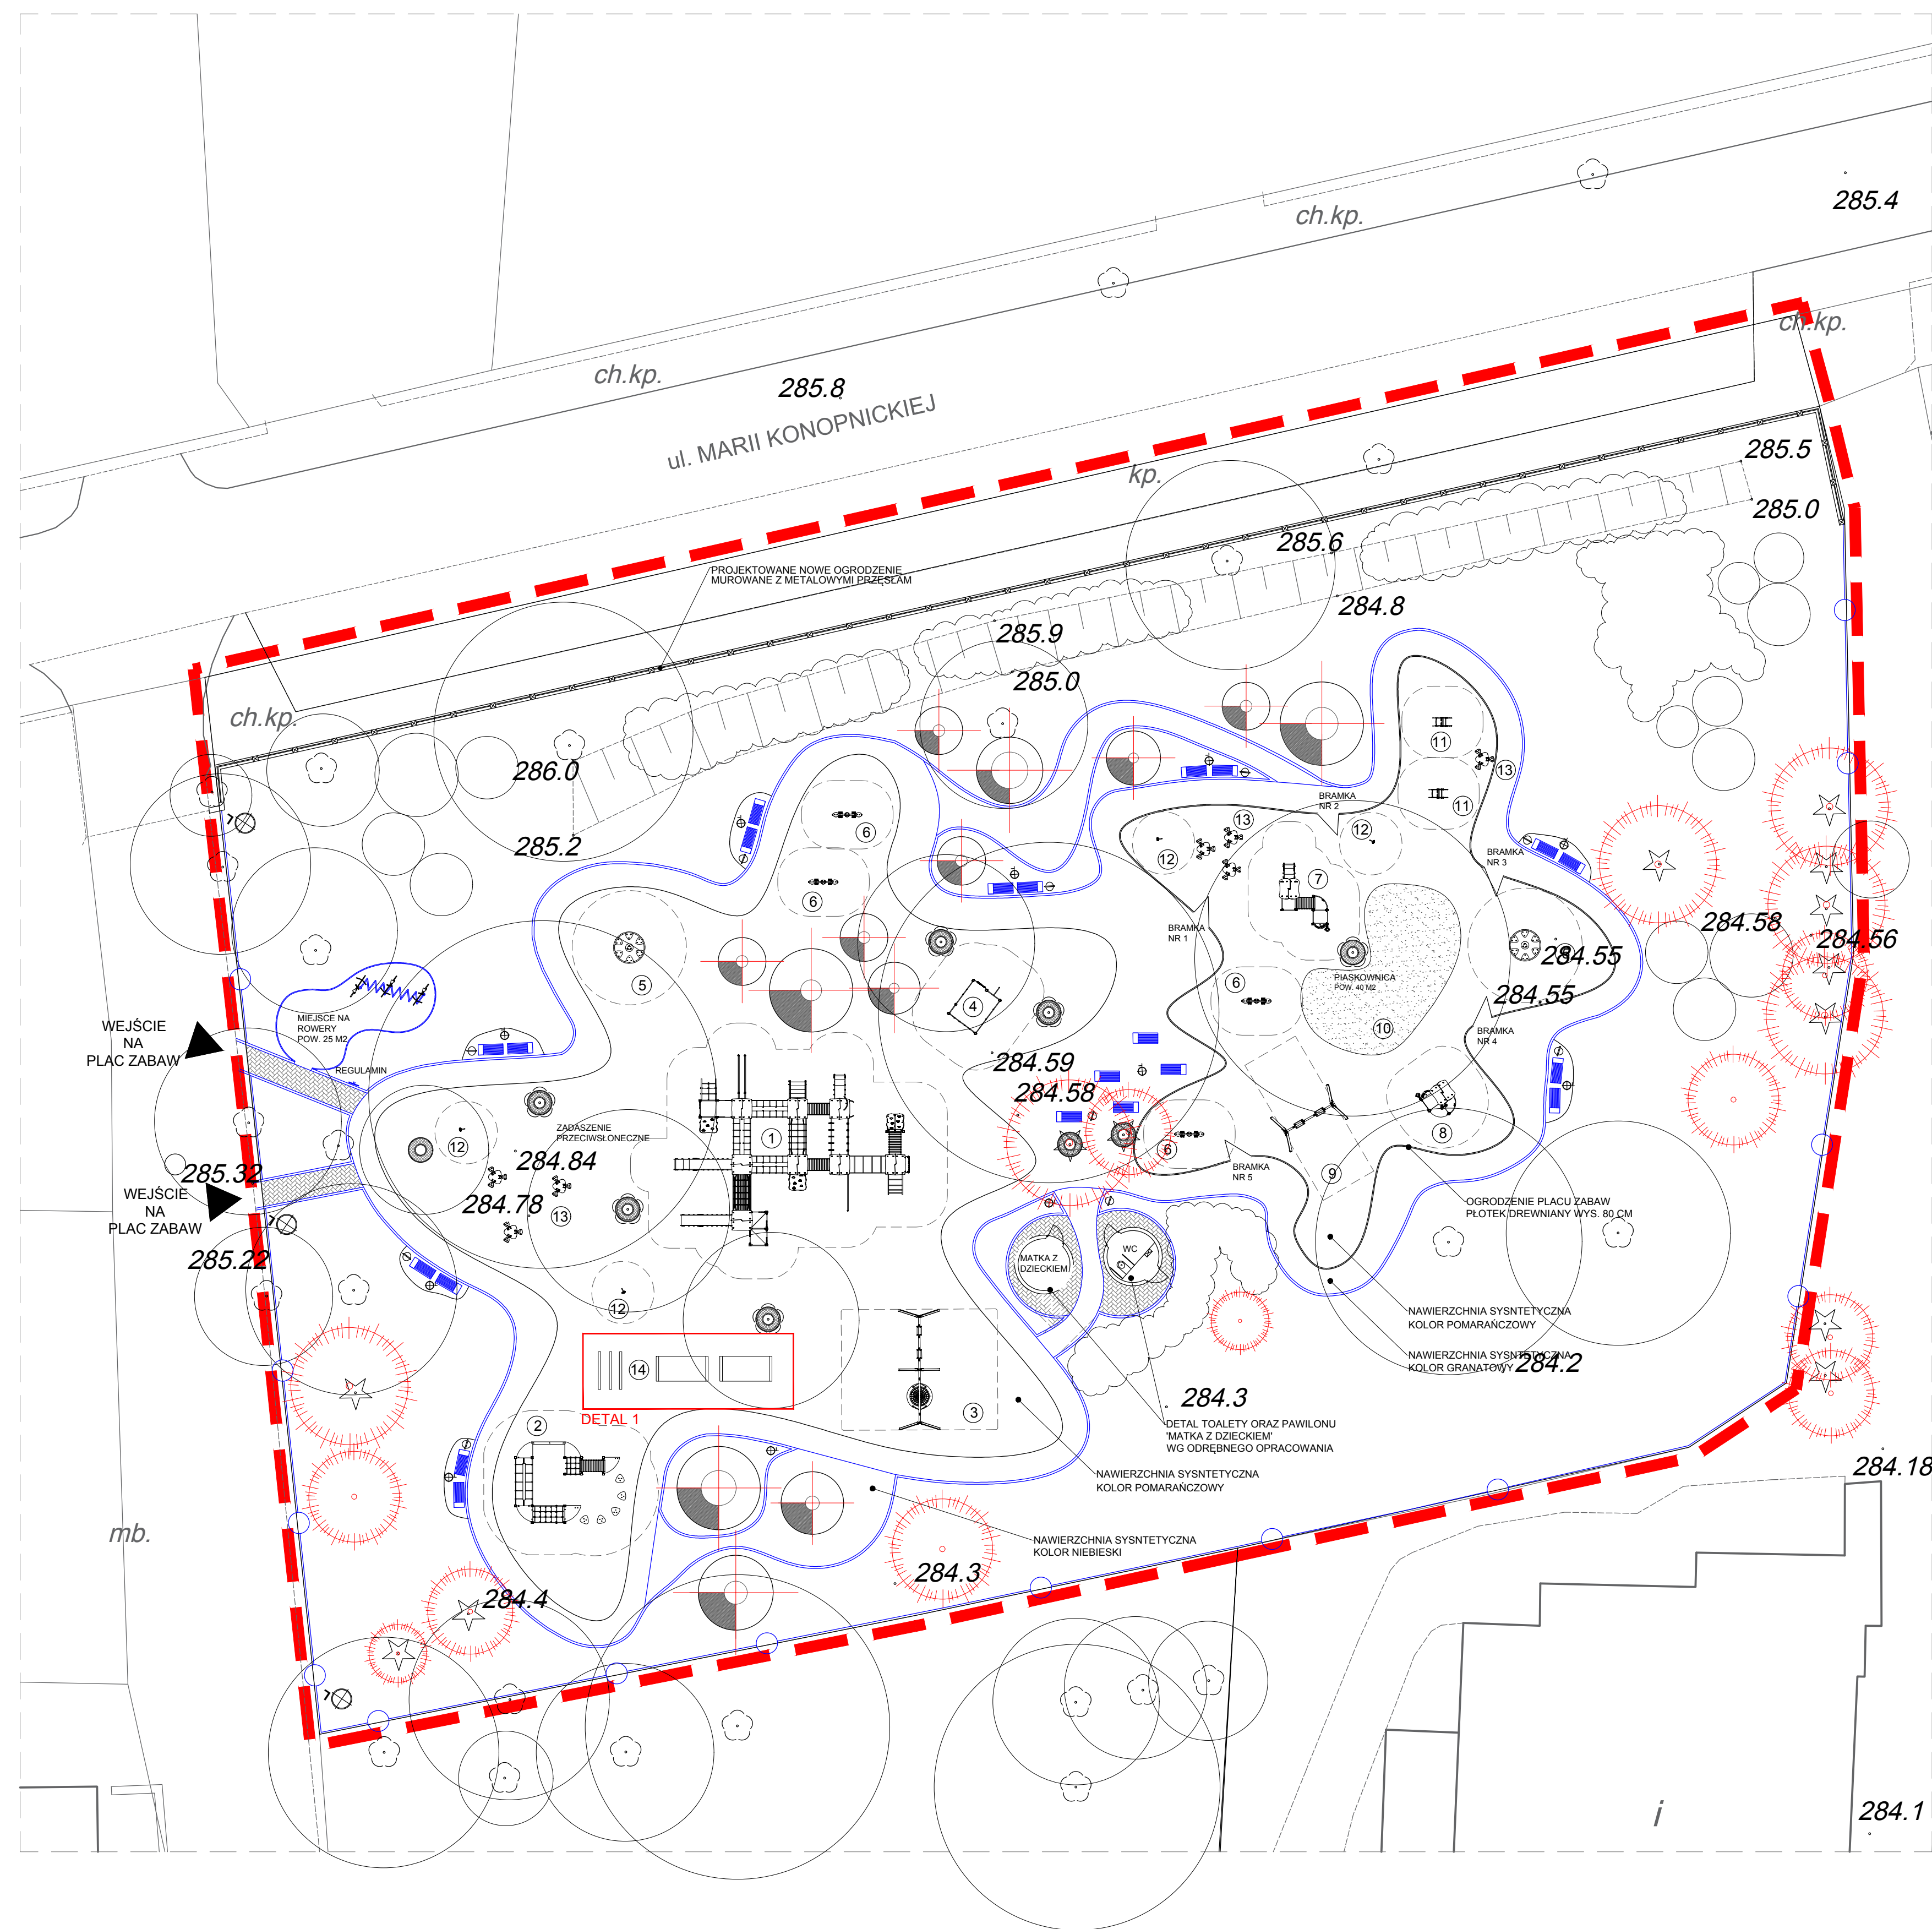 285.4
ch.kp.
ch.kp.
ch.kp.
285.8
ul. MARII KONOPNICKIEJ
kp.
285.5
285.0
285.6
PROJEKTOWANE NOWE OGRODZENIE
MUROWANE Z METALOWYMI PRZĘSŁAM
284.8
285.9
285.0
ch.kp.
286.0
285.2
11
13
11
BRAMKA
NR 2
13
12
6
12
BRAMKA
NR 3
7
6
BRAMKA
NR 1
284.58
284.56
284.55
5
6
PIASKOWNICA
POW. 40 M2
284.55
4
10
BRAMKA
NR 4
MIEJSCE NA
ROWERY
POW. 25 M2
WEJŚCIE
NA
PLAC ZABAW
REGULAMIN
284.59
284.58
ZADASZENIE
PRZECIWSŁONECZNE
1
12
8
6
284.84
285.32
BRAMKA
NR 5
9
WEJŚCIE
NA
PLAC ZABAW
284.78
13
OGRODZENIE PLACU ZABAW
PŁOTEK DREWNIANY WYS. 80 CM
285.22
MATKA Z
DZIECKIEM
WC
12
NAWIERZCHNIA SYSNTETYCZNA
KOLOR POMARAŃCZOWY
NAWIERZCHNIA SYSNTETYCZNA
KOLOR GRANATOWY
284.2
14
DETAL 1
284.3
2
3
DETAL TOALETY ORAZ PAWILONU
'MATKA Z DZIECKIEM'
WG ODRĘBNEGO OPRACOWANIA
284.18
NAWIERZCHNIA SYSNTETYCZNA
KOLOR POMARAŃCZOWY
mb.
NAWIERZCHNIA SYSNTETYCZNA
KOLOR NIEBIESKI
284.3
284.4
i
284.1